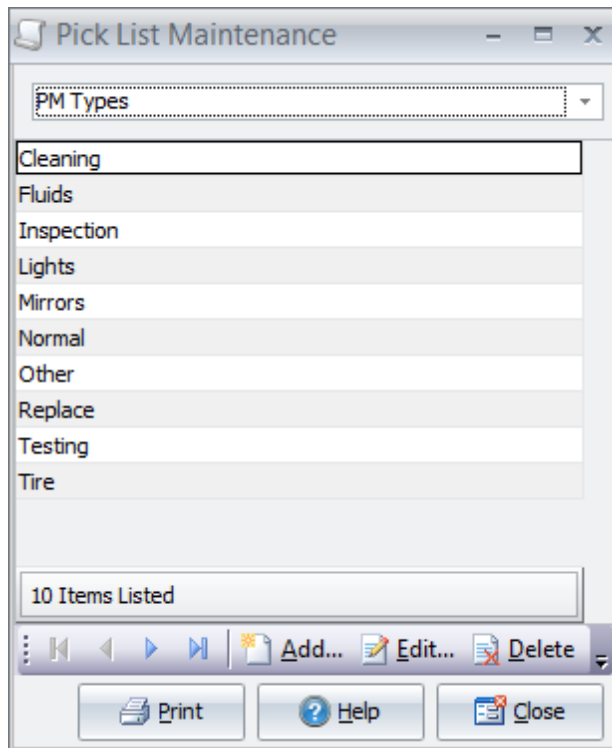 Pick List Maintenance
PM Types
Cleaning
Fluids
Inspection
Lights
Mirrors
Normal
Other
Replace
Testing
Tire
10 Items Listed
Add... Edit... Delete
Print Help Close